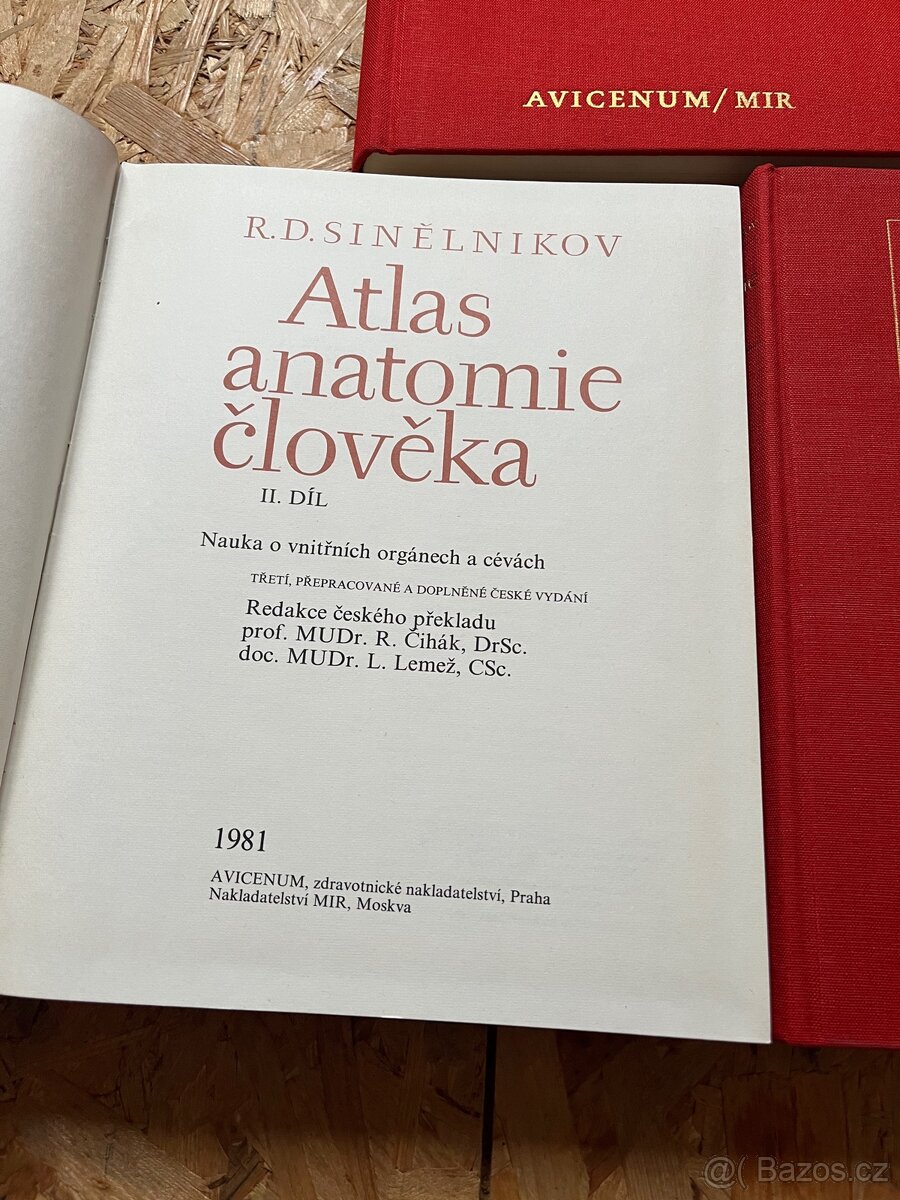 AVICENUM/MIR
R. D. SINĚLNIKOV
Atlas
anatomie
člověka
II. DÍL
Nauka o vnitřních orgánech a cévách
TŘETÍ, PŘEPRACOVANÉ A DOPLNĚNÉ ČESKÉ VYDÁNÍ
Redakce českého překladu
prof. MUDr. R. Čihák, DrSc.
doc. MUDr. L. Lemež, CSc.
1981
AVICENUM, zdravotnické nakladatelství, Praha
Nakladatelství MIR, Moskva
@( Bazos.cz